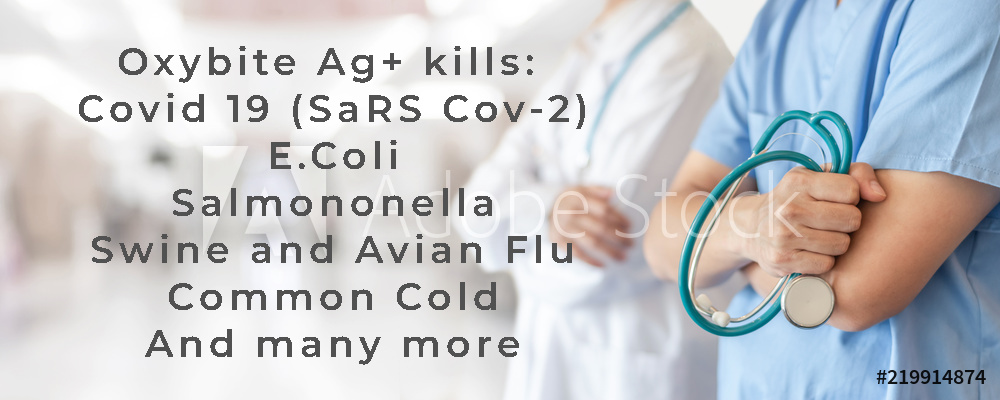 Oxybite Ag+ kills:
Covid 19 (SaRS Cov-2)
E.Coli
Salmononella
Swine and Avian Flu
Common Cold
And many more
Adobe Stock
#219914874